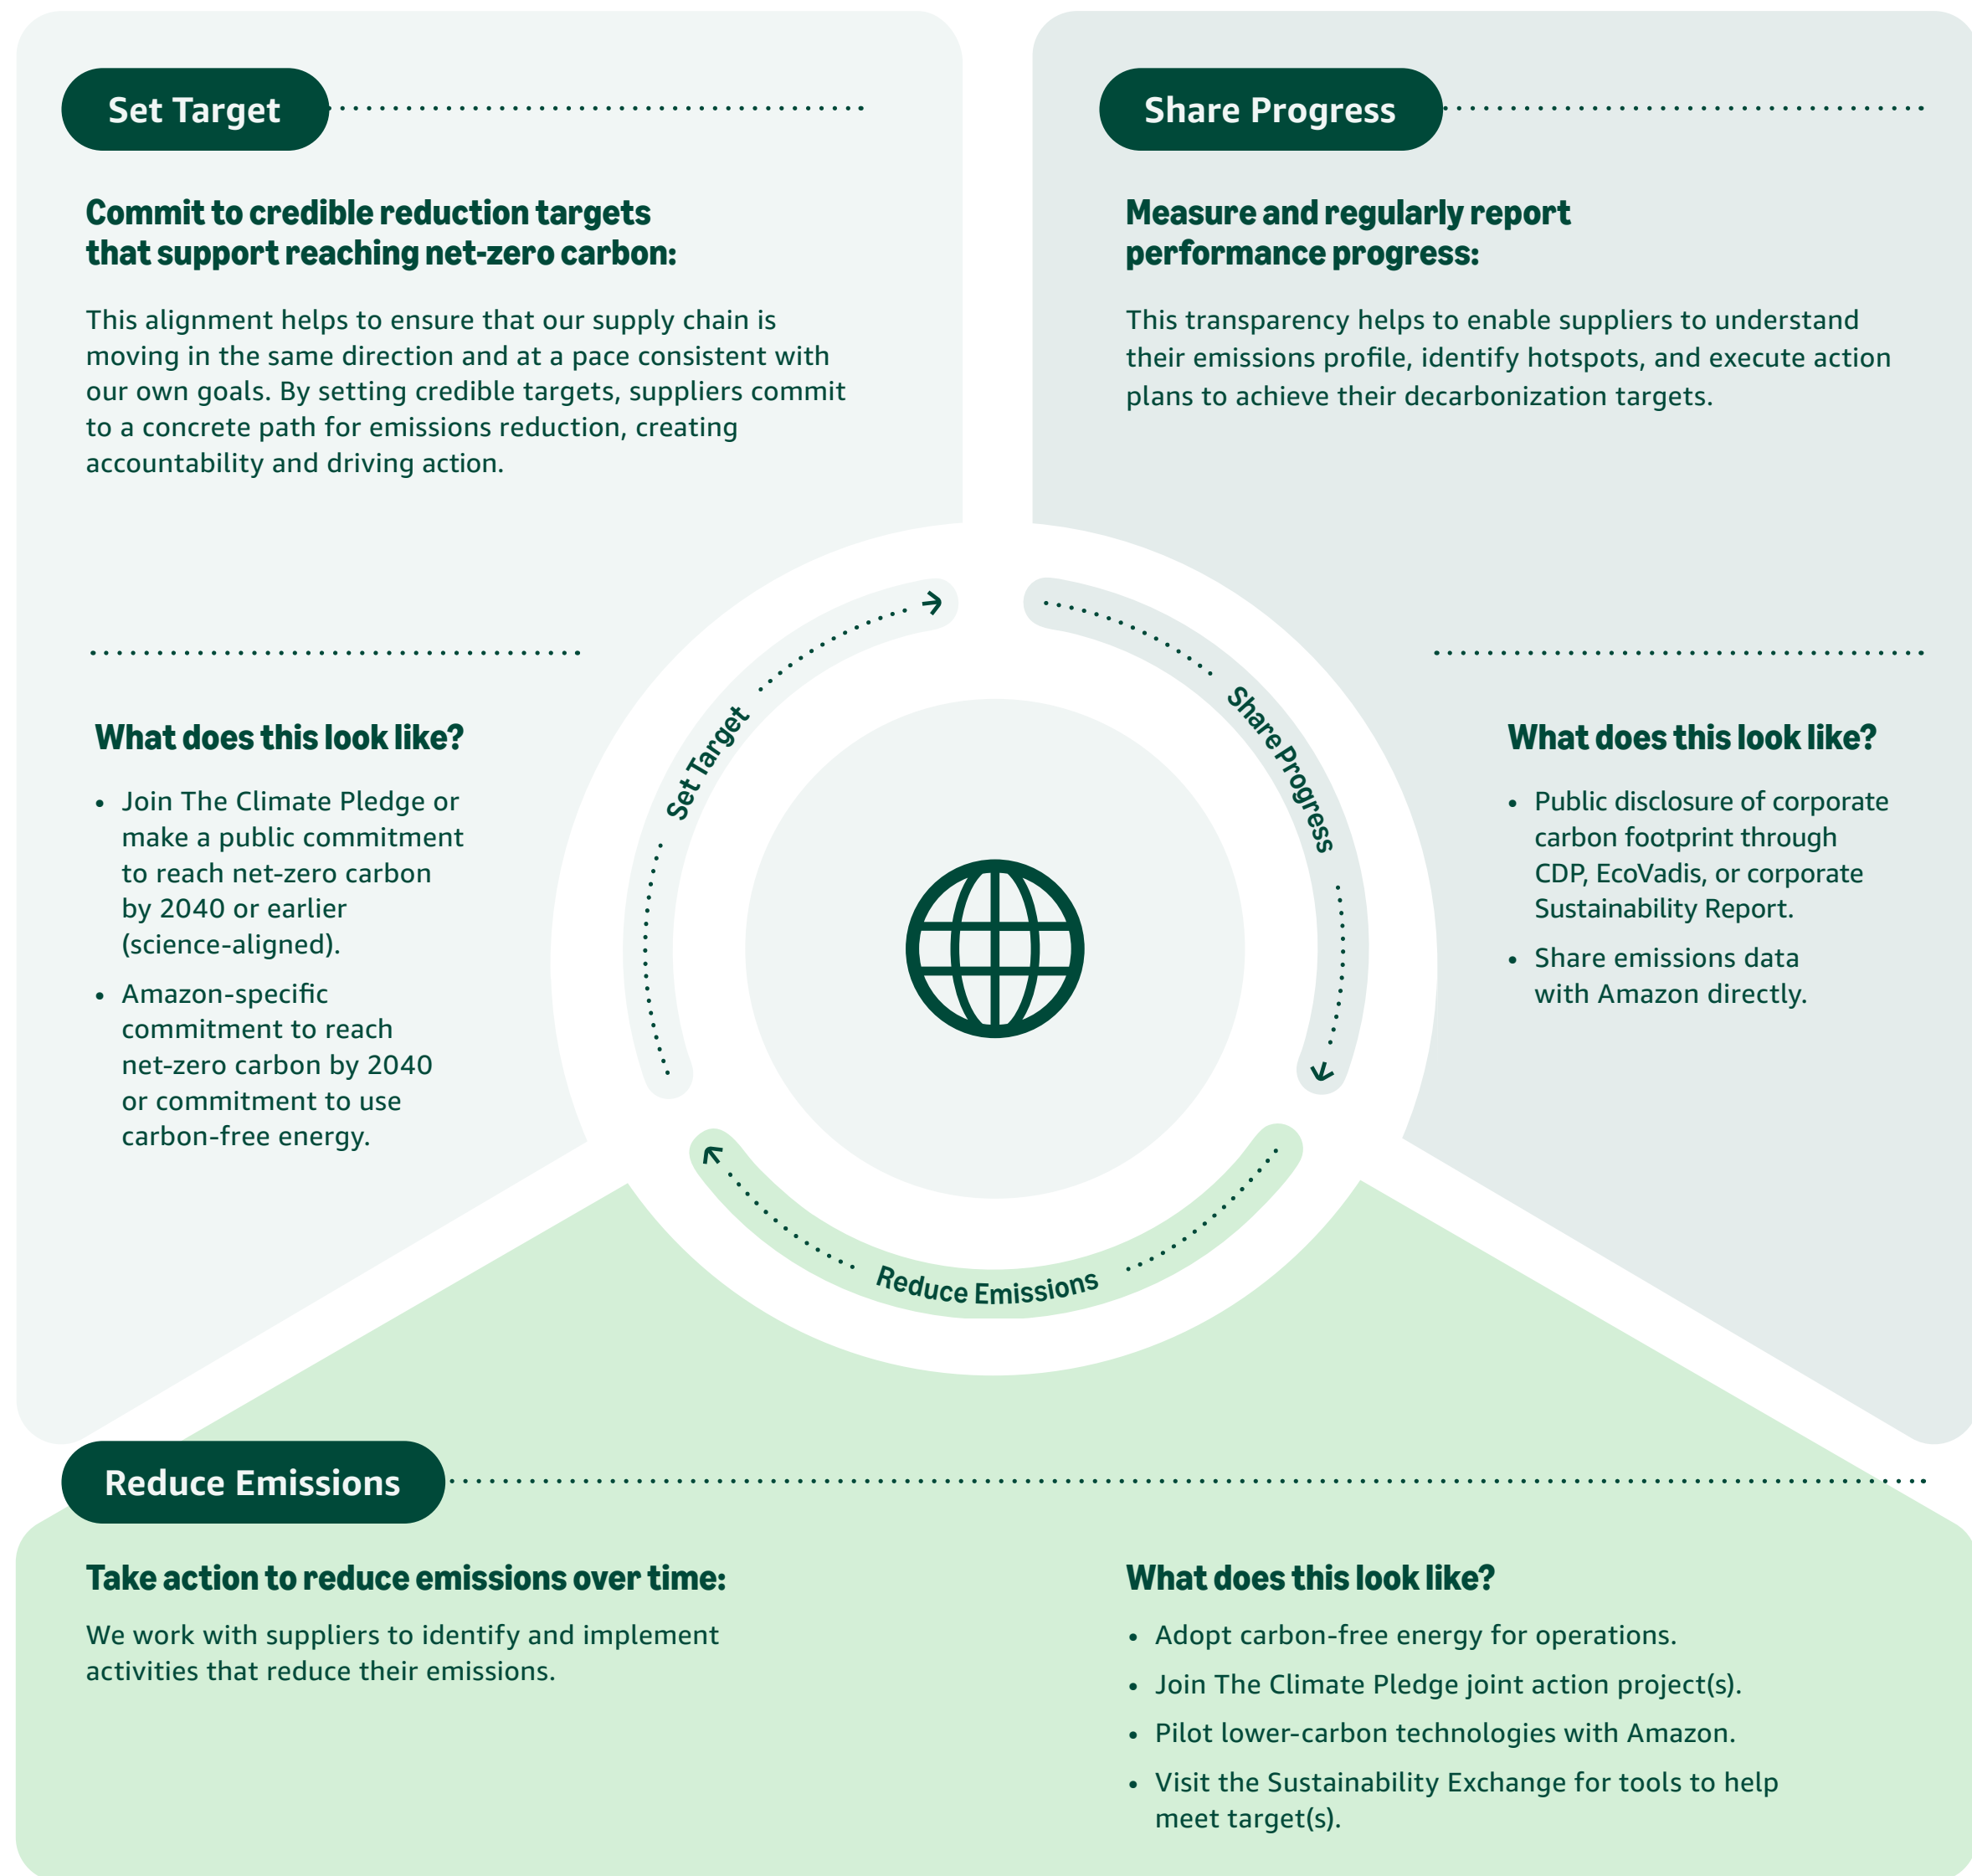 Set Target
Commit to credible reduction targets
that support reaching net-zero carbon:
This alignment helps to ensure that our supply chain is
moving in the same direction and at a pace consistent with
our own goals. By setting credible targets, suppliers commit
to a concrete path for emissions reduction, creating
accountability and driving action.
What does this look like?
• Join The Climate Pledge or
make a public commitment
to reach net-zero carbon
by 2040 or earlier
(science-aligned).
• Amazon-specific
commitment to reach
net-zero carbon by 2040
or commitment to use
carbon-free energy.
Share Progress
Measure and regularly report
performance progress:
This transparency helps to enable suppliers to understand
their emissions profile, identify hotspots, and execute action
plans to achieve their decarbonization targets.
What does this look like?
• Public disclosure of corporate
carbon footprint through
CDP, EcoVadis, or corporate
Sustainability Report.
• Share emissions data
with Amazon directly.
Set Target
Share Progress
Reduce Emissions
Reduce Emissions
Take action to reduce emissions over time:
We work with suppliers to identify and implement
activities that reduce their emissions.
What does this look like?
• Adopt carbon-free energy for operations.
• Join The Climate Pledge joint action project(s).
• Pilot lower-carbon technologies with Amazon.
• Visit the Sustainability Exchange for tools to help
meet target(s).